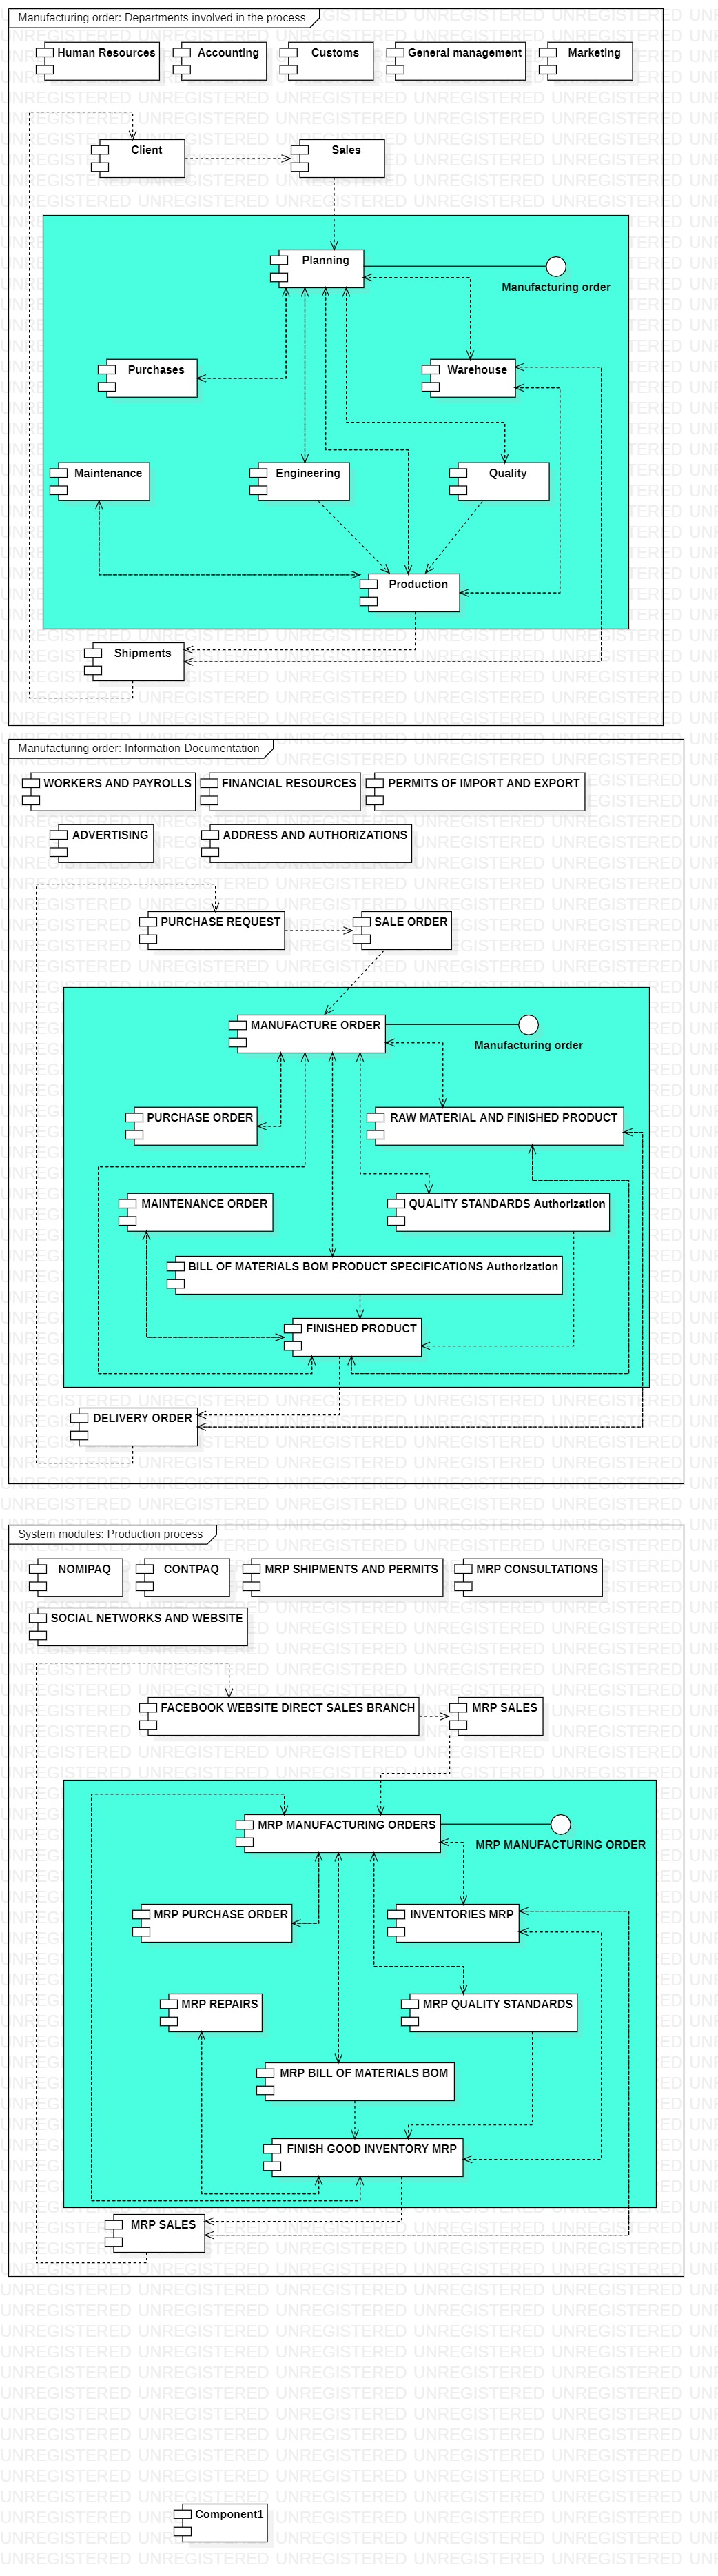 Manufacturing order: Departments involved in the process
Human Resources
Accounting
Customs
General management
Marketing
Client
Sales
Planning
Manufacturing order
Purchases
Warehouse
Maintenance
Engineering
Quality
Production
Shipments
Manufacturing order: Information-Documentation
WORKERS AND PAYROLLS
FINANCIAL RESOURCES
PERMITS OF IMPORT AND EXPORT
ADVERTISING
ADDRESS AND AUTHORIZATIONS
PURCHASE REQUEST
SALE ORDER
MANUFACTURE ORDER
Manufacturing order
PURCHASE ORDER
RAW MATERIAL AND FINISHED PRODUCT
MAINTENANCE ORDER
QUALITY STANDARDS Authorization
BILL OF MATERIALS BOM PRODUCT SPECIFICATIONS Authorization
FINISHED PRODUCT
DELIVERY ORDER
UNREGISTERED UNREGISTERED UNREGISTERED UNREGISTERED UNREGISTERED
System modules: Production process
NOMIPAQ
CONTPAQ
MRP SHIPMENTS AND PERMITS
MRP CONSULTATIONS
SOCIAL NETWORKS AND WEBSITE
FACEBOOK WEBSITE DIRECT SALES BRANCH
MRP SALES
MRP MANUFACTURING ORDERS
MRP MANUFACTURING ORDER
MRP PURCHASE ORDER
INVENTORIES MRP
MRP REPAIRS
MRP QUALITY STANDARDS
MRP BILL OF MATERIALS BOM
FINISH GOOD INVENTORY MRP
MRP SALES
Component1